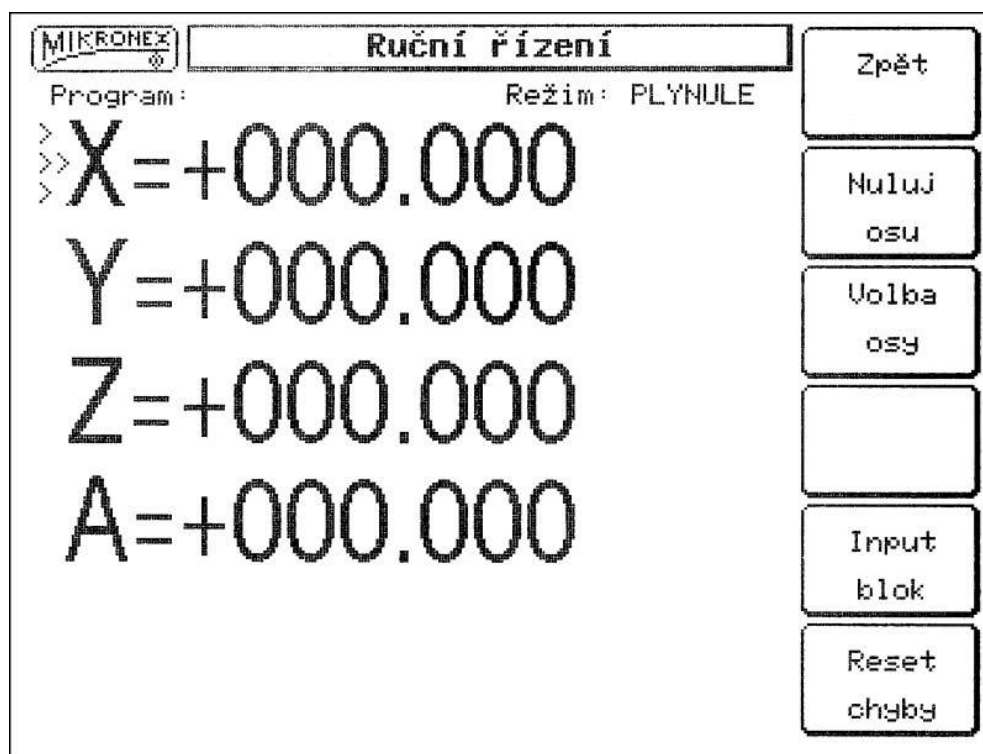 MIKRONEX ®
Ruční řízení
Program:
Režim: PLYNULE
>
>>
>
X=+000.000
Y=+000.000
Z=+000.000
A=+000.000
Zpět
Nuluj
osu
Volba
osy
Input
blok
Reset
chyby